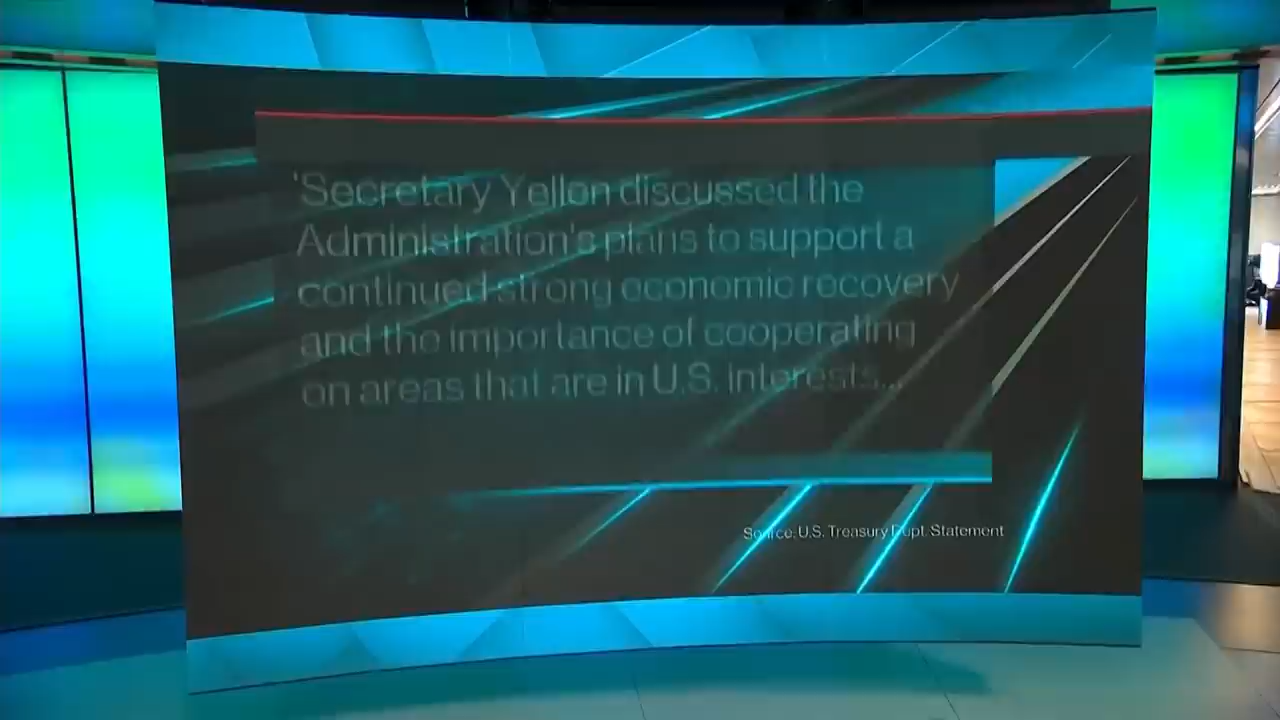 'Secretary Yellen discussed the
Administration's plans to support a
continued strong economic recovery
and the importance of cooperating
on areas that are in U.S. interests...
Source: U.S. Treasury Dept. Statement